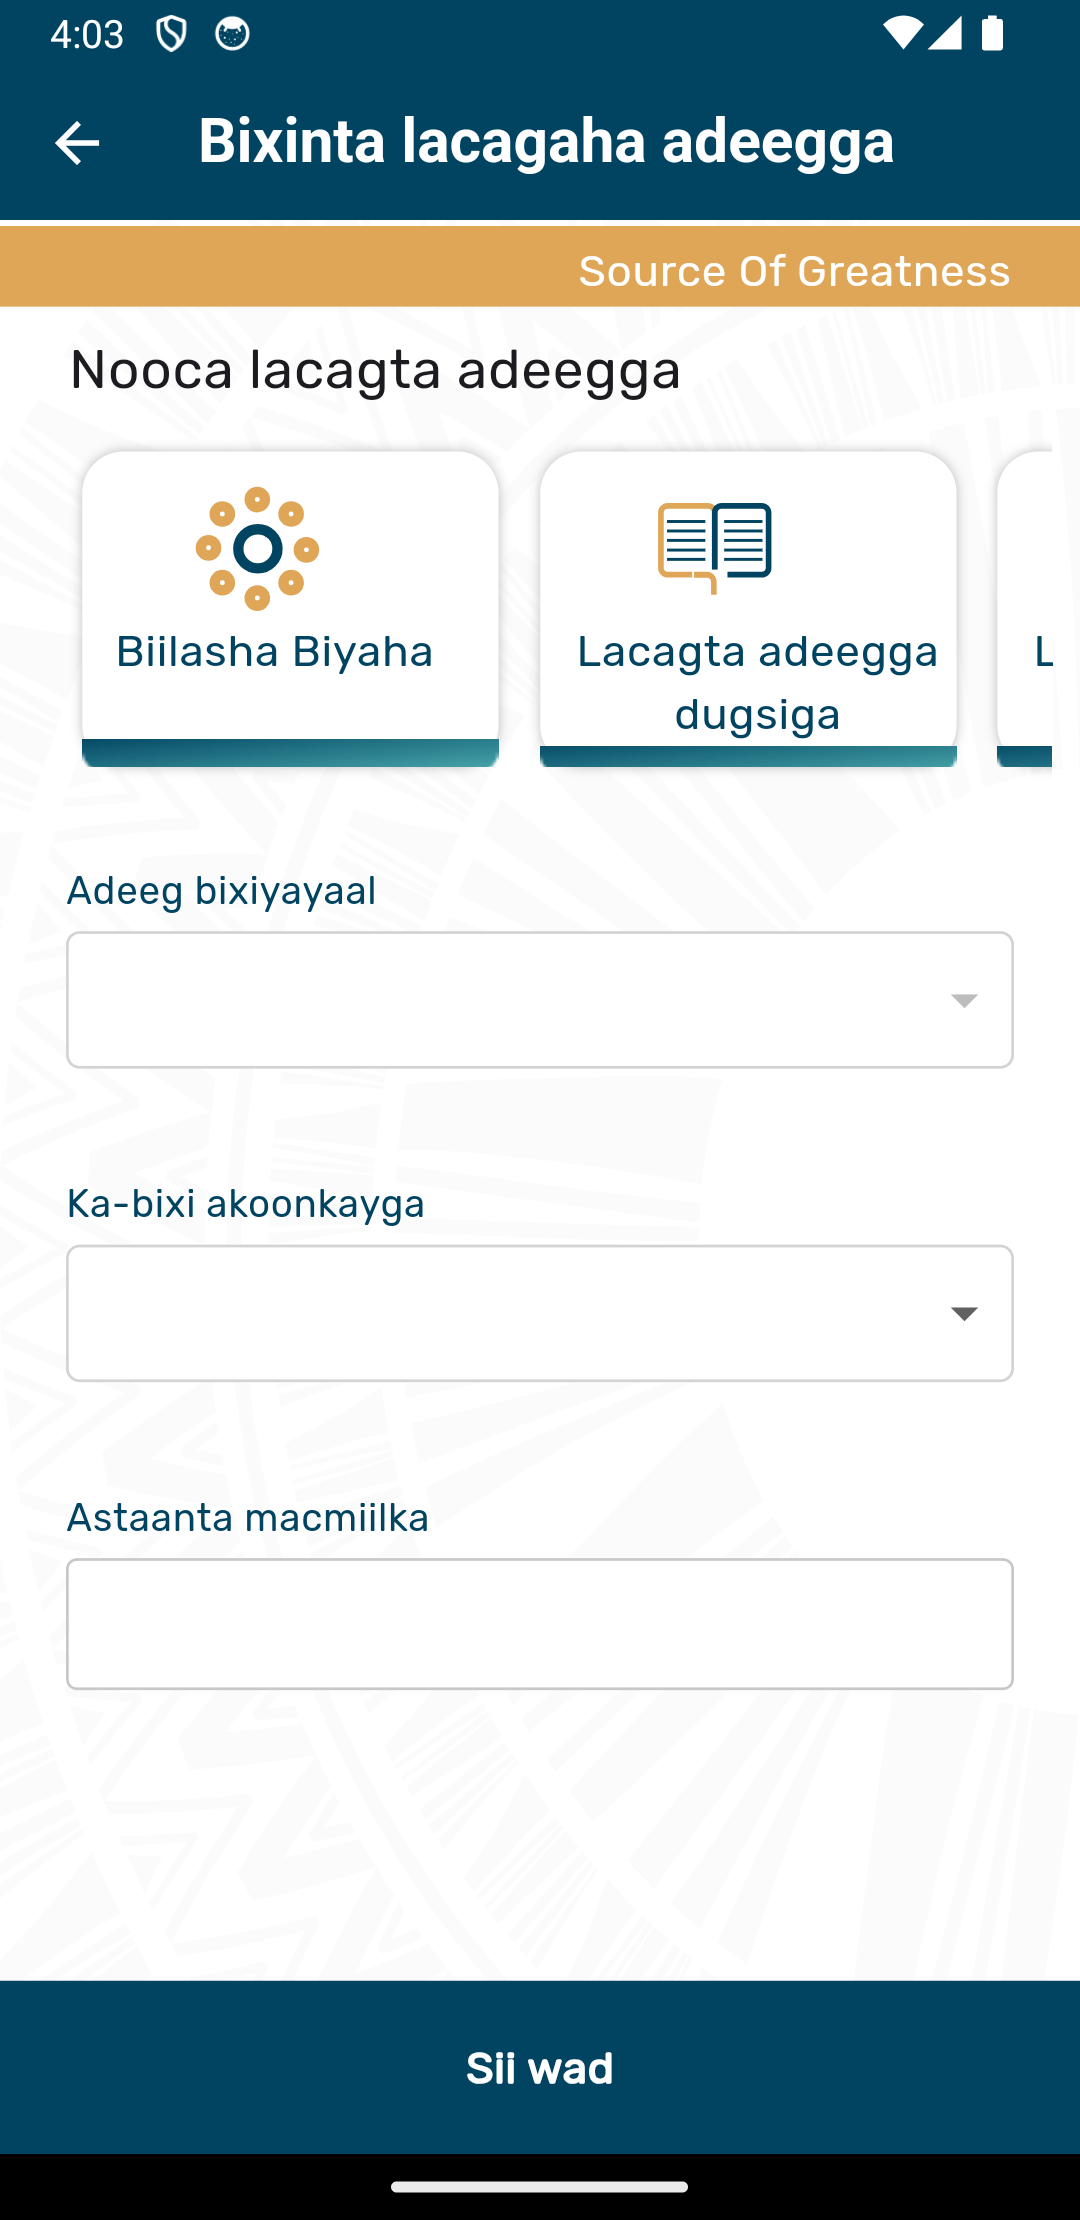 4:03
Bixinta lacagaha adeegga
Source Of Greatness
Nooca lacagta adeegga
Biilasha Biyaha
Lacagta adeegga
dugsiga
L
Adeeg bixiyayaal
Ka-bixi akoonkayga
Astaanta macmiilka
Sii wad